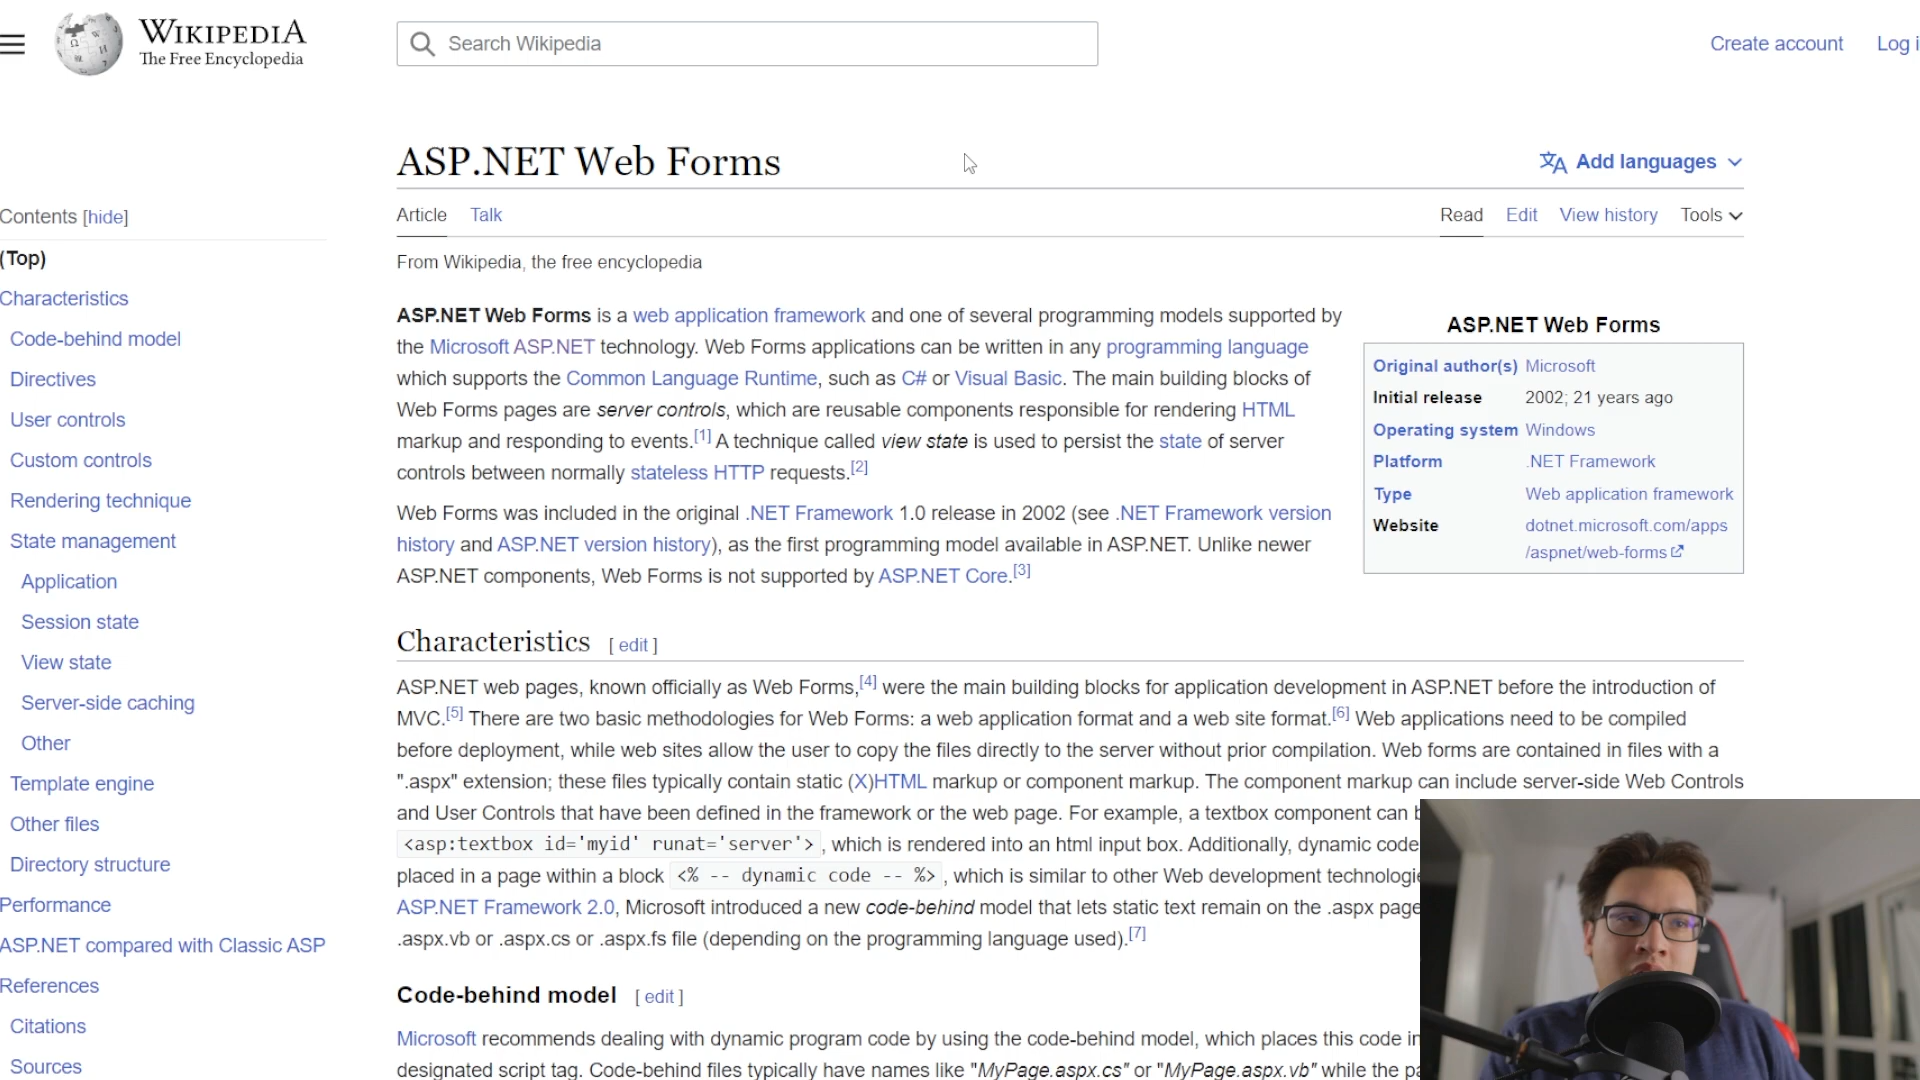 WIKIPEDIA
The Free Encyclopedia
Search Wikipedia
Create account
Log i
Contents [hide]
(Top)
Characteristics
Code-behind model
Directives
User controls
Custom controls
Rendering technique
State management
Application
Session state
View state
Server-side caching
Other
Template engine
Other files
Directory structure
Performance
ASP.NET compared with Classic ASP
References
Citations
Sources
ASP.NET Web Forms
Add languages
Article Talk
Read Edit View history Tools
From Wikipedia, the free encyclopedia
ASP.NET Web Forms is a web application framework and one of several programming models supported by
the Microsoft ASP.NET technology. Web Forms applications can be written in any programming language
which supports the Common Language Runtime, such as C# or Visual Basic. The main building blocks of
Web Forms pages are server controls, which are reusable components responsible for rendering HTML
markup and responding to events.[1] A technique called view state is used to persist the state of server
controls between normally stateless HTTP requests.[2]
Web Forms was included in the original .NET Framework 1.0 release in 2002 (see .NET Framework version
history and ASP.NET version history), as the first programming model available in ASP.NET. Unlike newer
ASP.NET components, Web Forms is not supported by ASP.NET Core.[3]
ASP.NET Web Forms
Original author(s) Microsoft
Initial release 2002; 21 years ago
Operating system Windows
Platform .NET Framework
Type Web application framework
Website dotnet.microsoft.com/apps
/aspnet/web-forms
Characteristics [ edit ]
ASP.NET web pages, known officially as Web Forms,[4] were the main building blocks for application development in ASP.NET before the introduction of
MVC.[5] There are two basic methodologies for Web Forms: a web application format and a web site format.[6] Web applications need to be compiled
before deployment, while web sites allow the user to copy the files directly to the server without prior compilation. Web forms are contained in files with a
".aspx" extension; these files typically contain static (X)HTML markup or component markup. The component markup can include server-side Web Controls
and User Controls that have been defined in the framework or the web page. For example, a textbox component can
<asp:textbox id='myid' runat='server'> , which is rendered into an html input box. Additionally, dynamic code
placed in a page within a block <% -- dynamic code -- %> , which is similar to other Web development technologie
ASP.NET Framework 2.0, Microsoft introduced a new code-behind model that lets static text remain on the .aspx page
.aspx.vb or .aspx.cs or .aspx.fs file (depending on the programming language used).[7]
Code-behind model [ edit ]
Microsoft recommends dealing with dynamic program code by using the code-behind model, which places this code in
designated script tag. Code-behind files typically have names like "MyPage.aspx.cs" or "MyPage.aspx.vb" while the pa